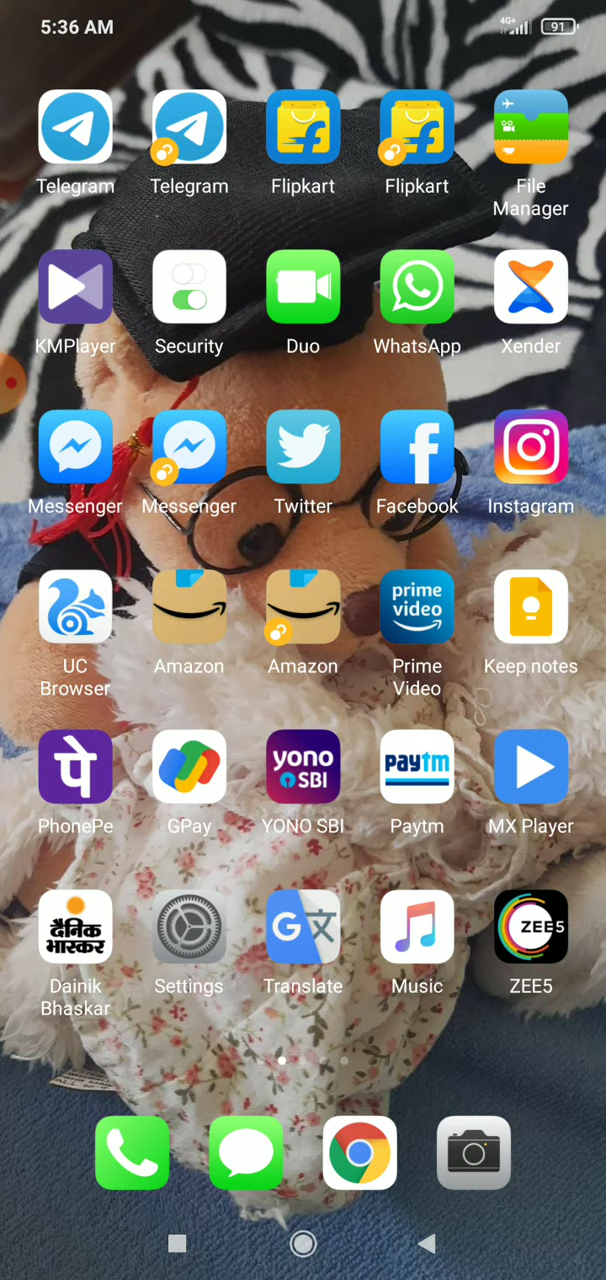 5:36 AM
4G+
91
Telegram
Telegram
Flipkart
Flipkart
File
Manager
KMPlayer
Security
Duo
WhatsApp
Xender
Messenger
Messenger
Twitter
Facebook
Instagram
prime
video
UC
Browser
Amazon
Amazon
Prime
Video
Keep notes
पे
yono
SBI
paytm
PhonePe
GPay
YONO SBI
Paytm
MX Player
दैनिक
भास्कर
G文
ZEE5
Dainik
Bhaskar
Settings
Translate
Music
ZEE5